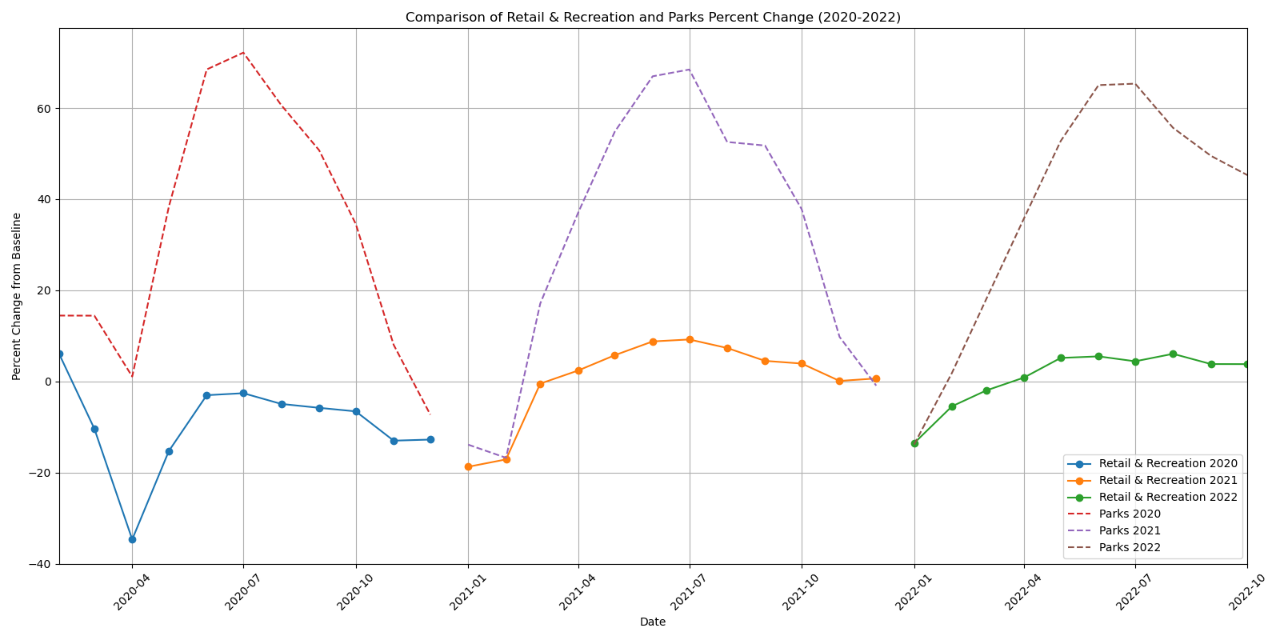 Comparison of Retail & Recreation and Parks Percent Change (2020-2022)
Percent Change from Baseline
60
40
20
0
−20
−40
2020-04
2020-07
2020-10
2021-01
2021-04
2021-07
2021-10
2022-01
2022-04
2022-07
2022-10
Date
Retail & Recreation 2020
Retail & Recreation 2021
Retail & Recreation 2022
Parks 2020
Parks 2021
Parks 2022